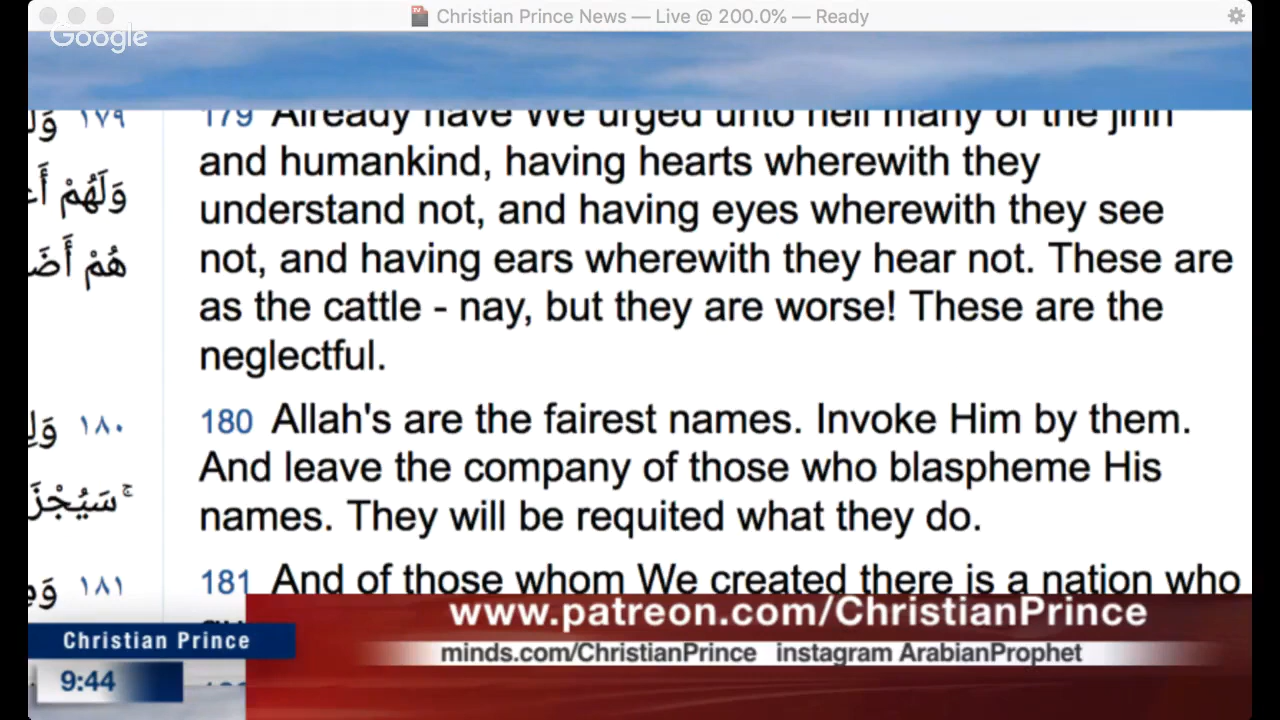 Christian Prince News — Live @ 200.0% — Ready
Google
١٧٩
179 Already have We urged unto hell many of the jinn
and humankind, having hearts wherewith they
وَلَهُمْ
understand not, and having eyes wherewith they see
هُمْ
not, and having ears wherewith they hear not. These are
as the cattle - nay, but they are worse! These are the
neglectful.
١٨٠
180 Allah's are the fairest names. Invoke Him by them.
And leave the company of those who blaspheme His
names. They will be requited what they do.
١٨١
181 And of those whom We created there is a nation who
www.patreon.com/ChristianPrince
Christian Prince
minds.com/ChristianPrince instagram ArabianProphet
9:44